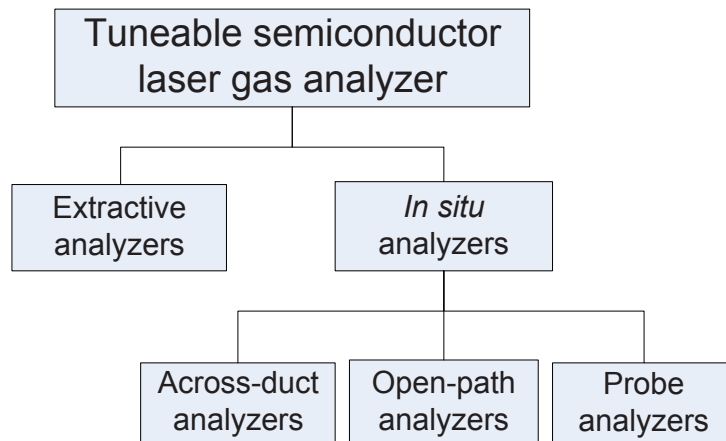 Tuneable semiconductor
laser gas analyzer
Extractive
analyzers
In situ
analyzers
Across-duct
analyzers
Open-path
analyzers
Probe
analyzers